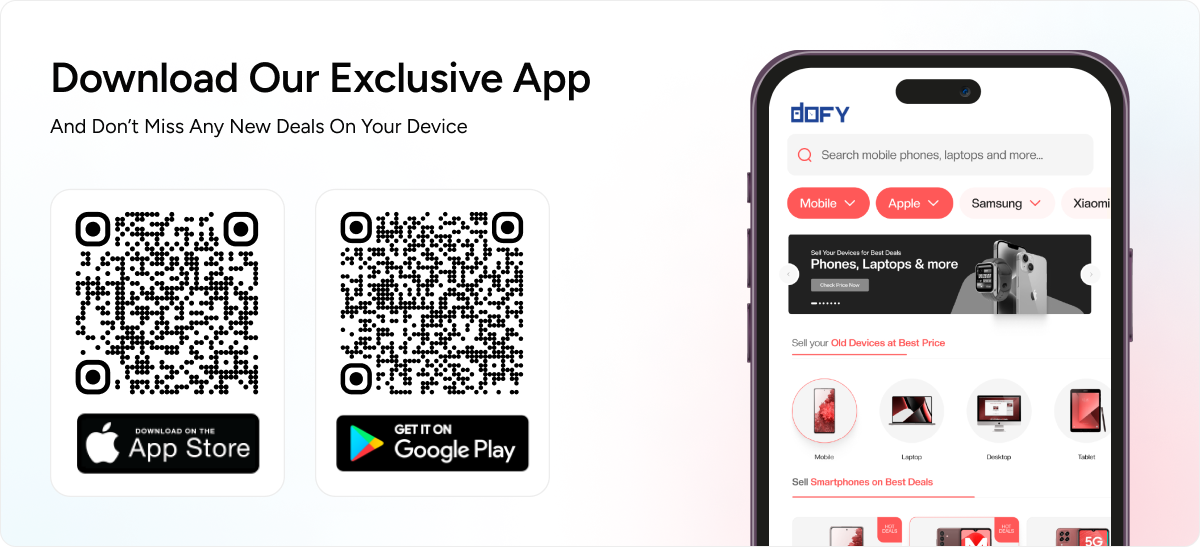 Download Our Exclusive App
And Don’t Miss Any New Deals On Your Device
DOWNLOAD ON THE
App Store
GET IT ON
Google Play
dOFY
Search mobile phones, laptops and more...
Mobile Apple Samsung Xiaomi
Sell Your Devices for Best Deals
Phones, Laptops & more
Check Price Now
Sell your Old Devices at Best Price
Mobile Laptop Desktop Tablet
Sell Smartphones on Best Deals
HOT DEALS
HOT DEALS
5G